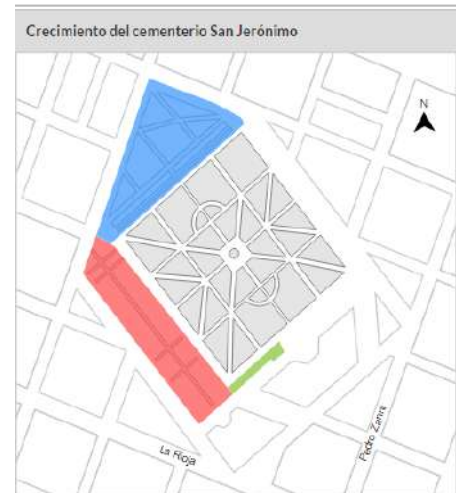 Crecimiento del cementerio San Jerónimo
N
Pedro Zanni
La Rioja